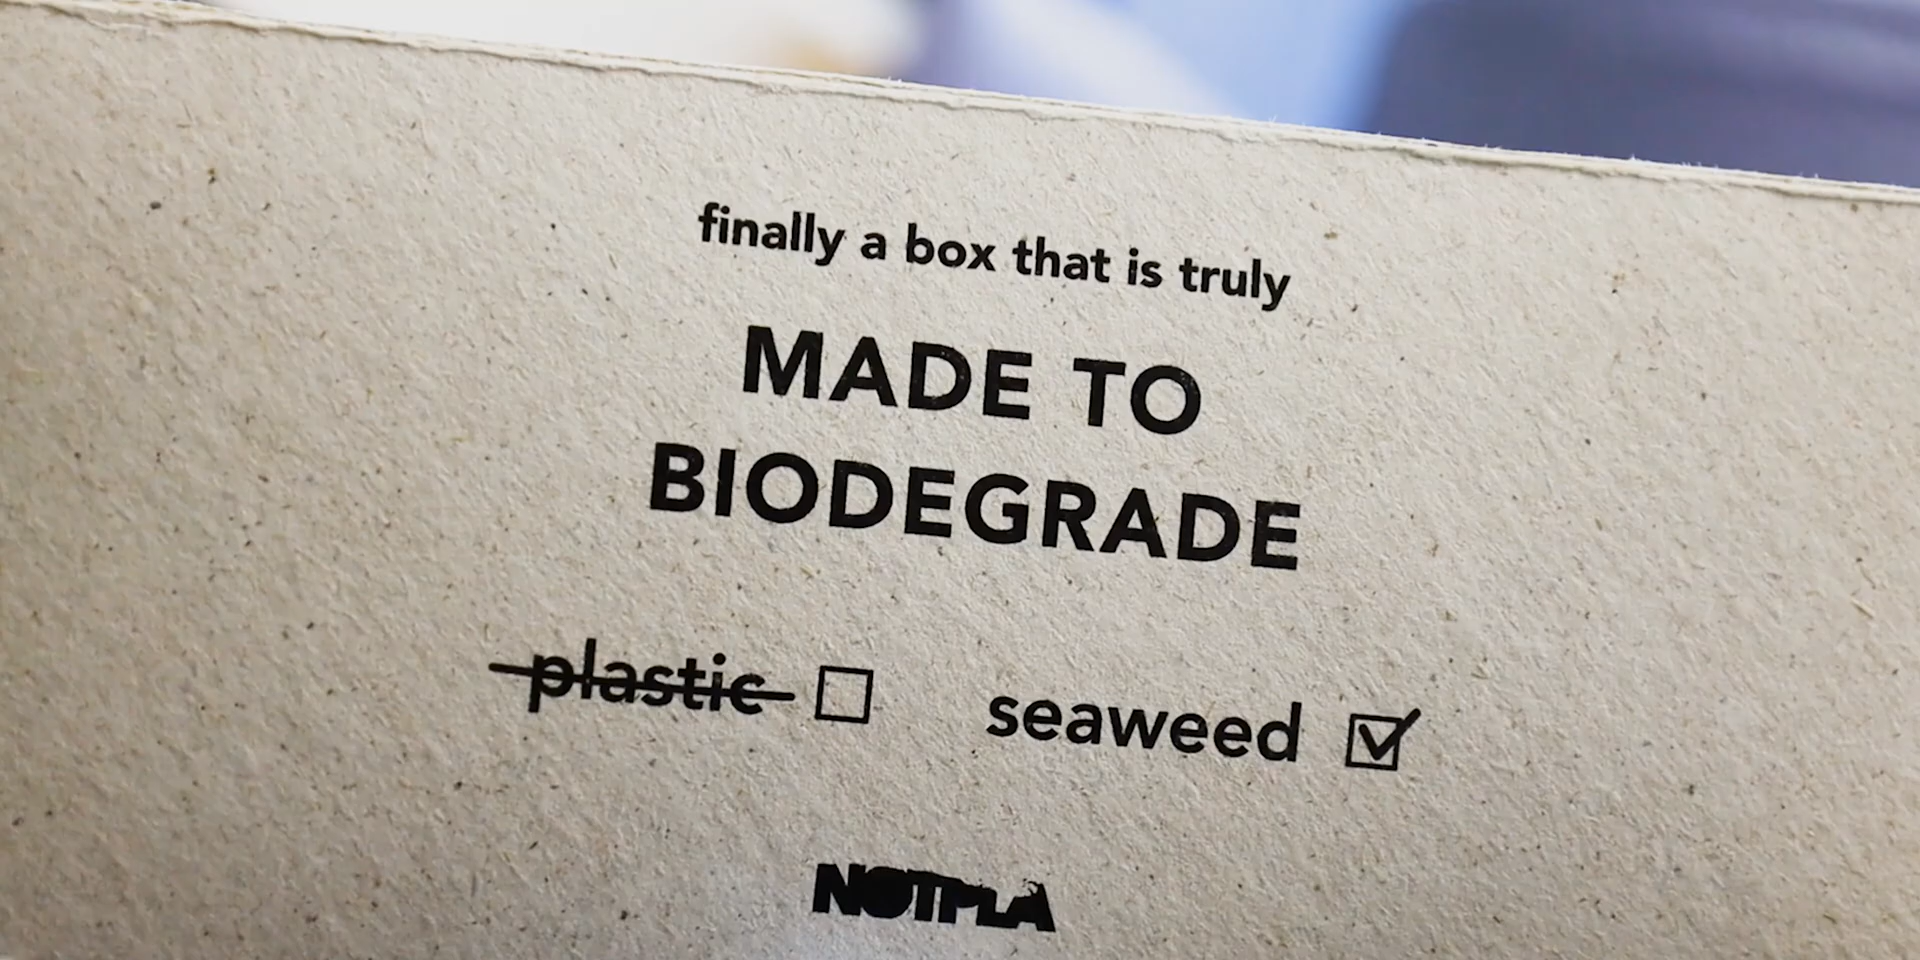 finally a box that is truly
MADE TO
BIODEGRADE
plastic ☐ seaweed ☑
NOTPLA